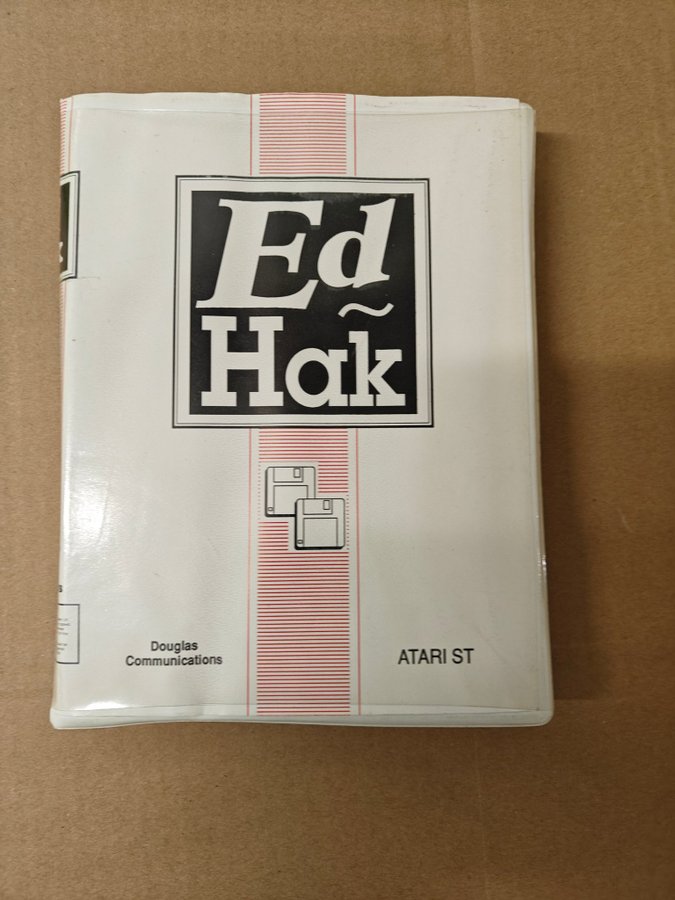 Ed
~
Hak
Douglas
Communications
ATARI ST